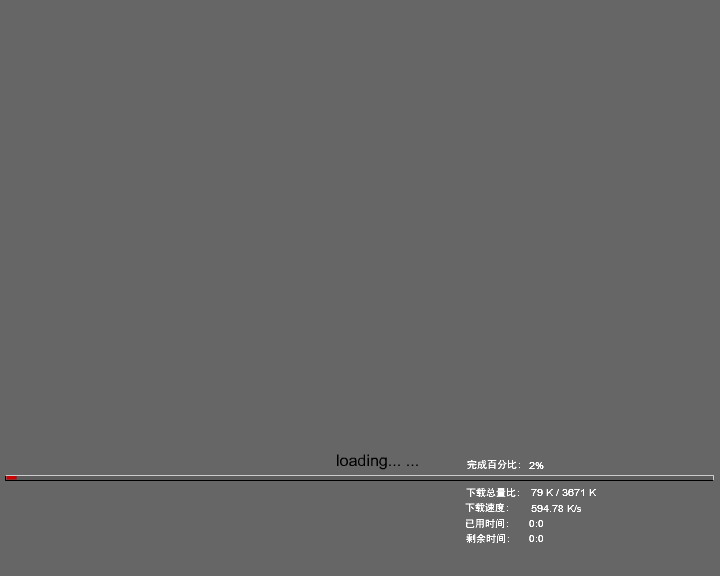 loading... ...
完成百分比: 2%
下载总量比: 79 K / 3671 K
下载速度: 594.78 K/s
已用时间: 0:0
剩余时间: 0:0